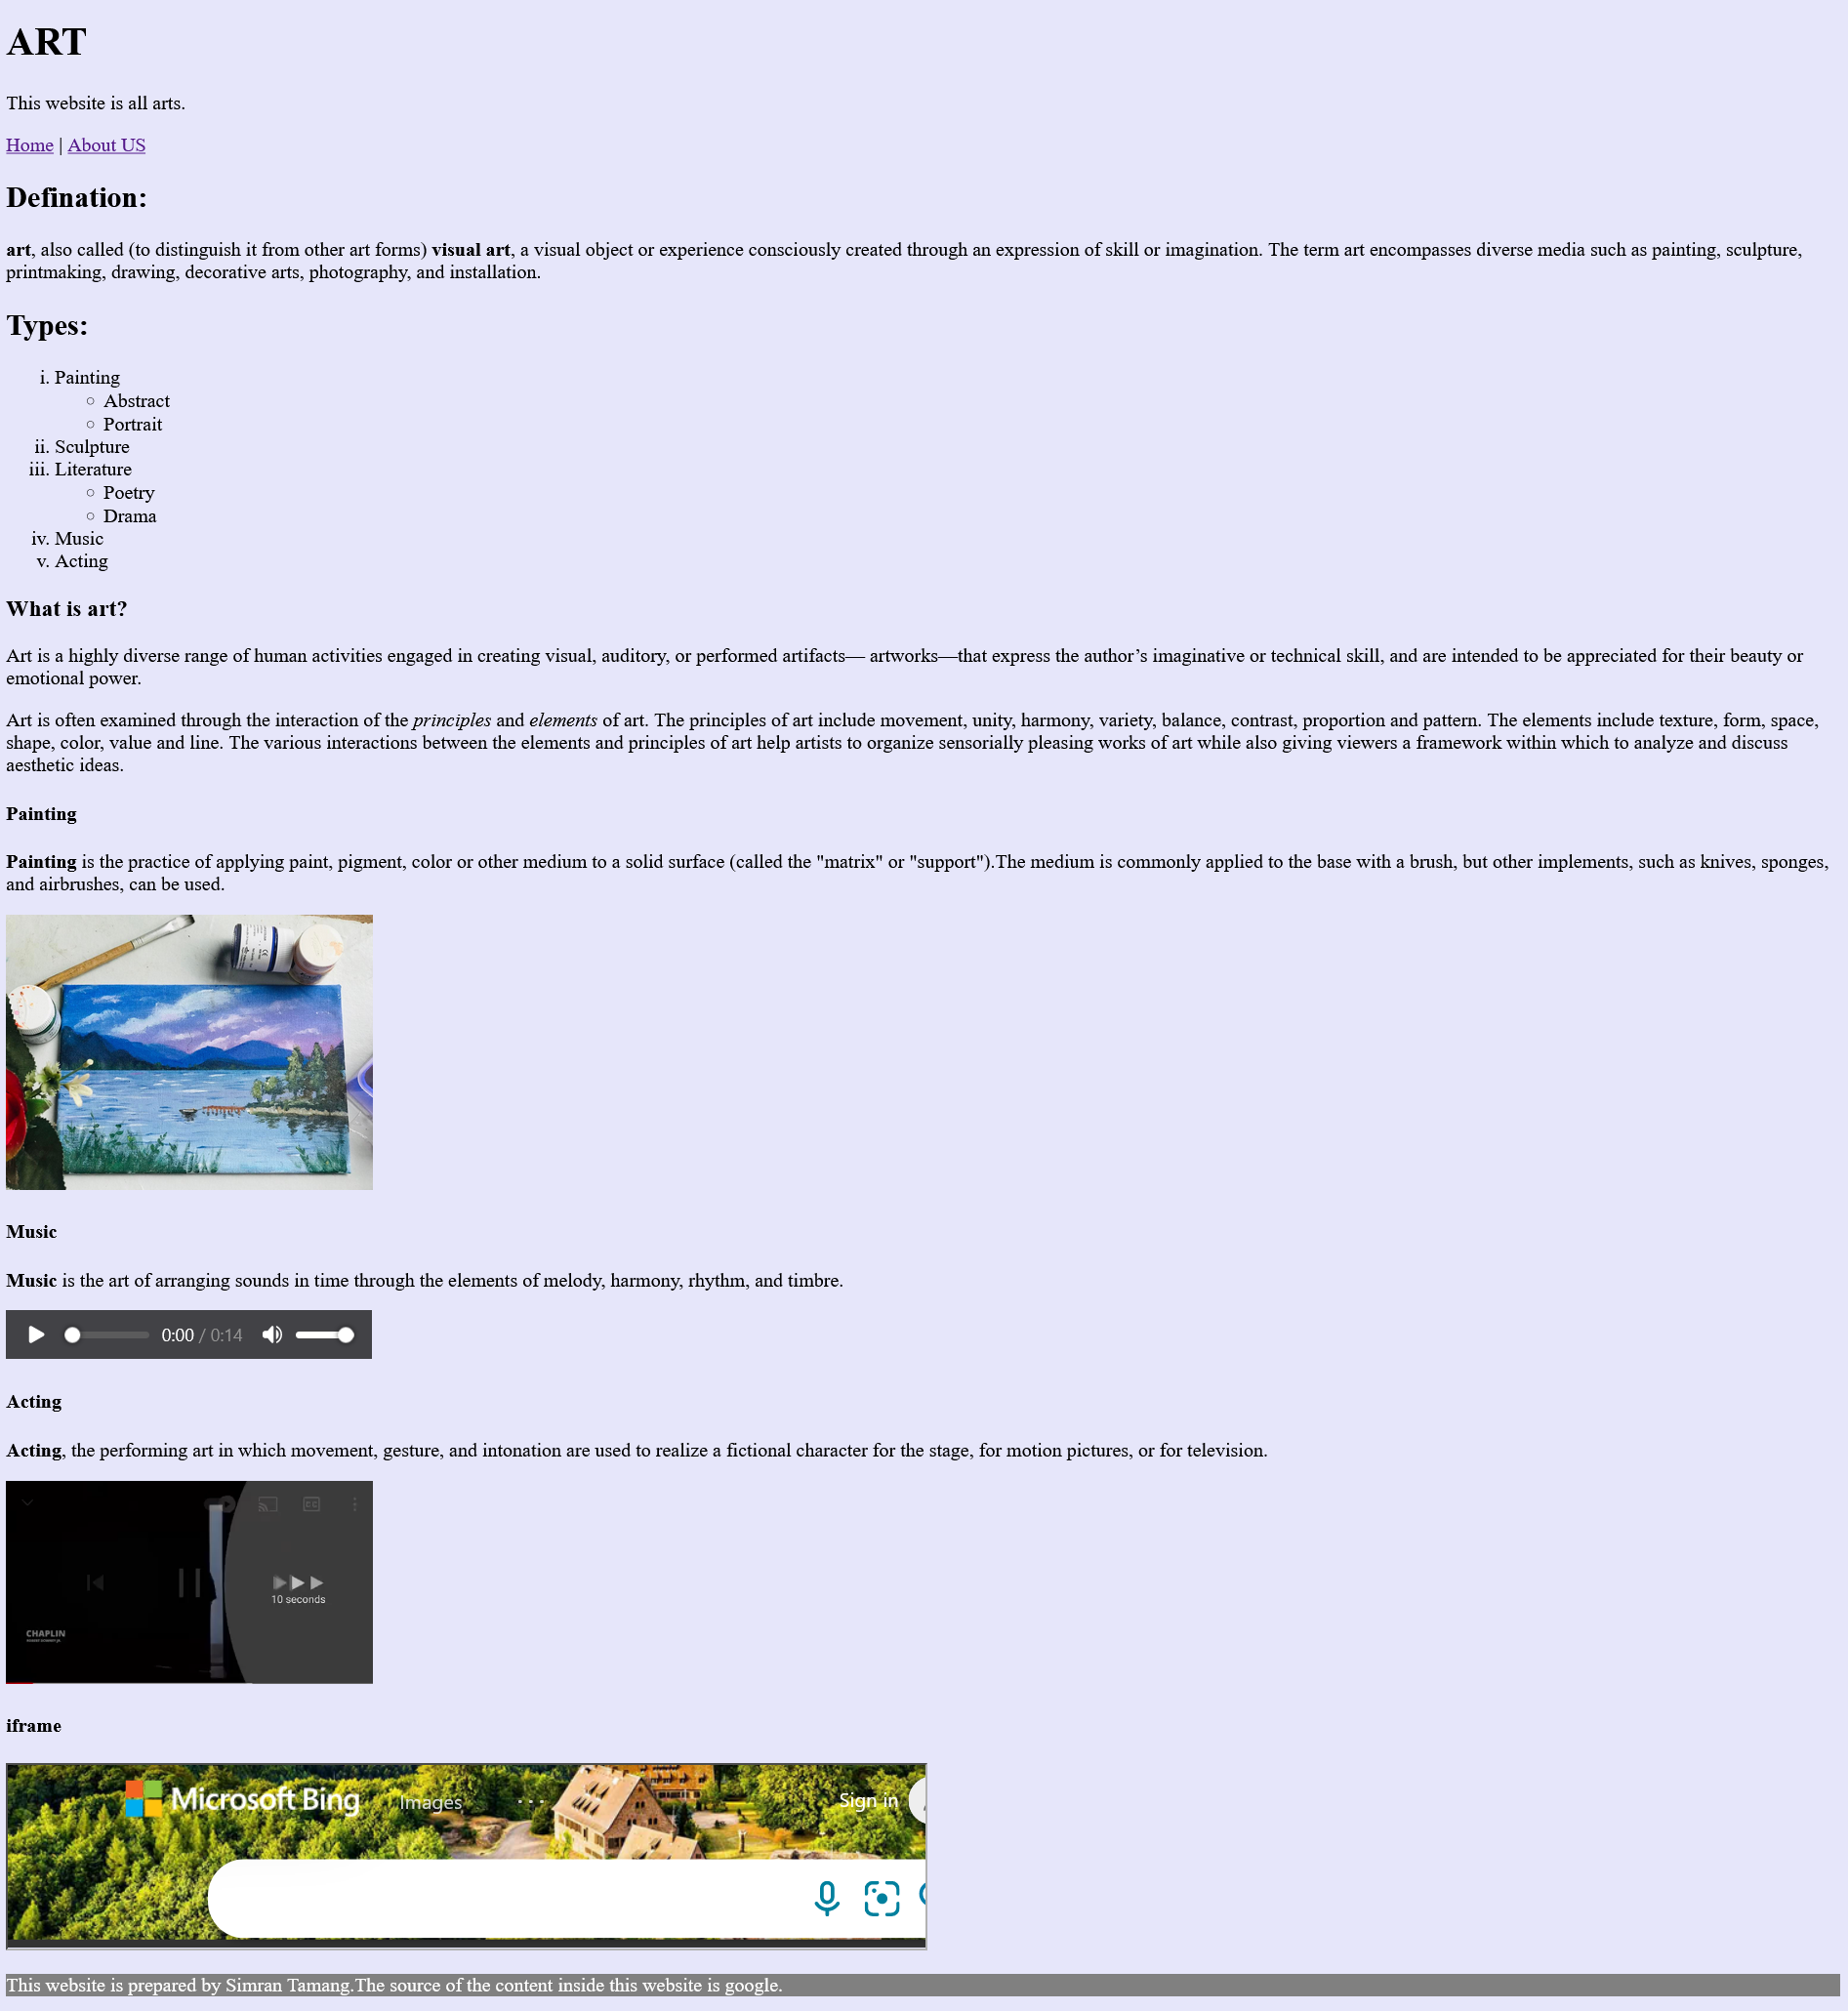 ART
This website is all arts.
Home | About US
Defination:
art, also called (to distinguish it from other art forms) visual art, a visual object or experience consciously created through an expression of skill or imagination. The term art encompasses diverse media such as painting, sculpture,
printmaking, drawing, decorative arts, photography, and installation.
Types:
i. Painting
○ Abstract
○ Portrait
ii. Sculpture
iii. Literature
○ Poetry
○ Drama
iv. Music
v. Acting
What is art?
Art is a highly diverse range of human activities engaged in creating visual, auditory, or performed artifacts— artworks—that express the author’s imaginative or technical skill, and are intended to be appreciated for their beauty or
emotional power.
Art is often examined through the interaction of the principles and elements of art. The principles of art include movement, unity, harmony, variety, balance, contrast, proportion and pattern. The elements include texture, form, space,
shape, color, value and line. The various interactions between the elements and principles of art help artists to organize sensorially pleasing works of art while also giving viewers a framework within which to analyze and discuss
aesthetic ideas.
Painting
Painting is the practice of applying paint, pigment, color or other medium to a solid surface (called the "matrix" or "support").The medium is commonly applied to the base with a brush, but other implements, such as knives, sponges,
and airbrushes, can be used.
Music
Music is the art of arranging sounds in time through the elements of melody, harmony, rhythm, and timbre.
0:00 / 0:14
Acting
Acting, the performing art in which movement, gesture, and intonation are used to realize a fictional character for the stage, for motion pictures, or for television.
CC
10 seconds
CHAPLIN
iframe
Microsoft Bing Images ... Sign in
This website is prepared by Simran Tamang.The source of the content inside this website is google.